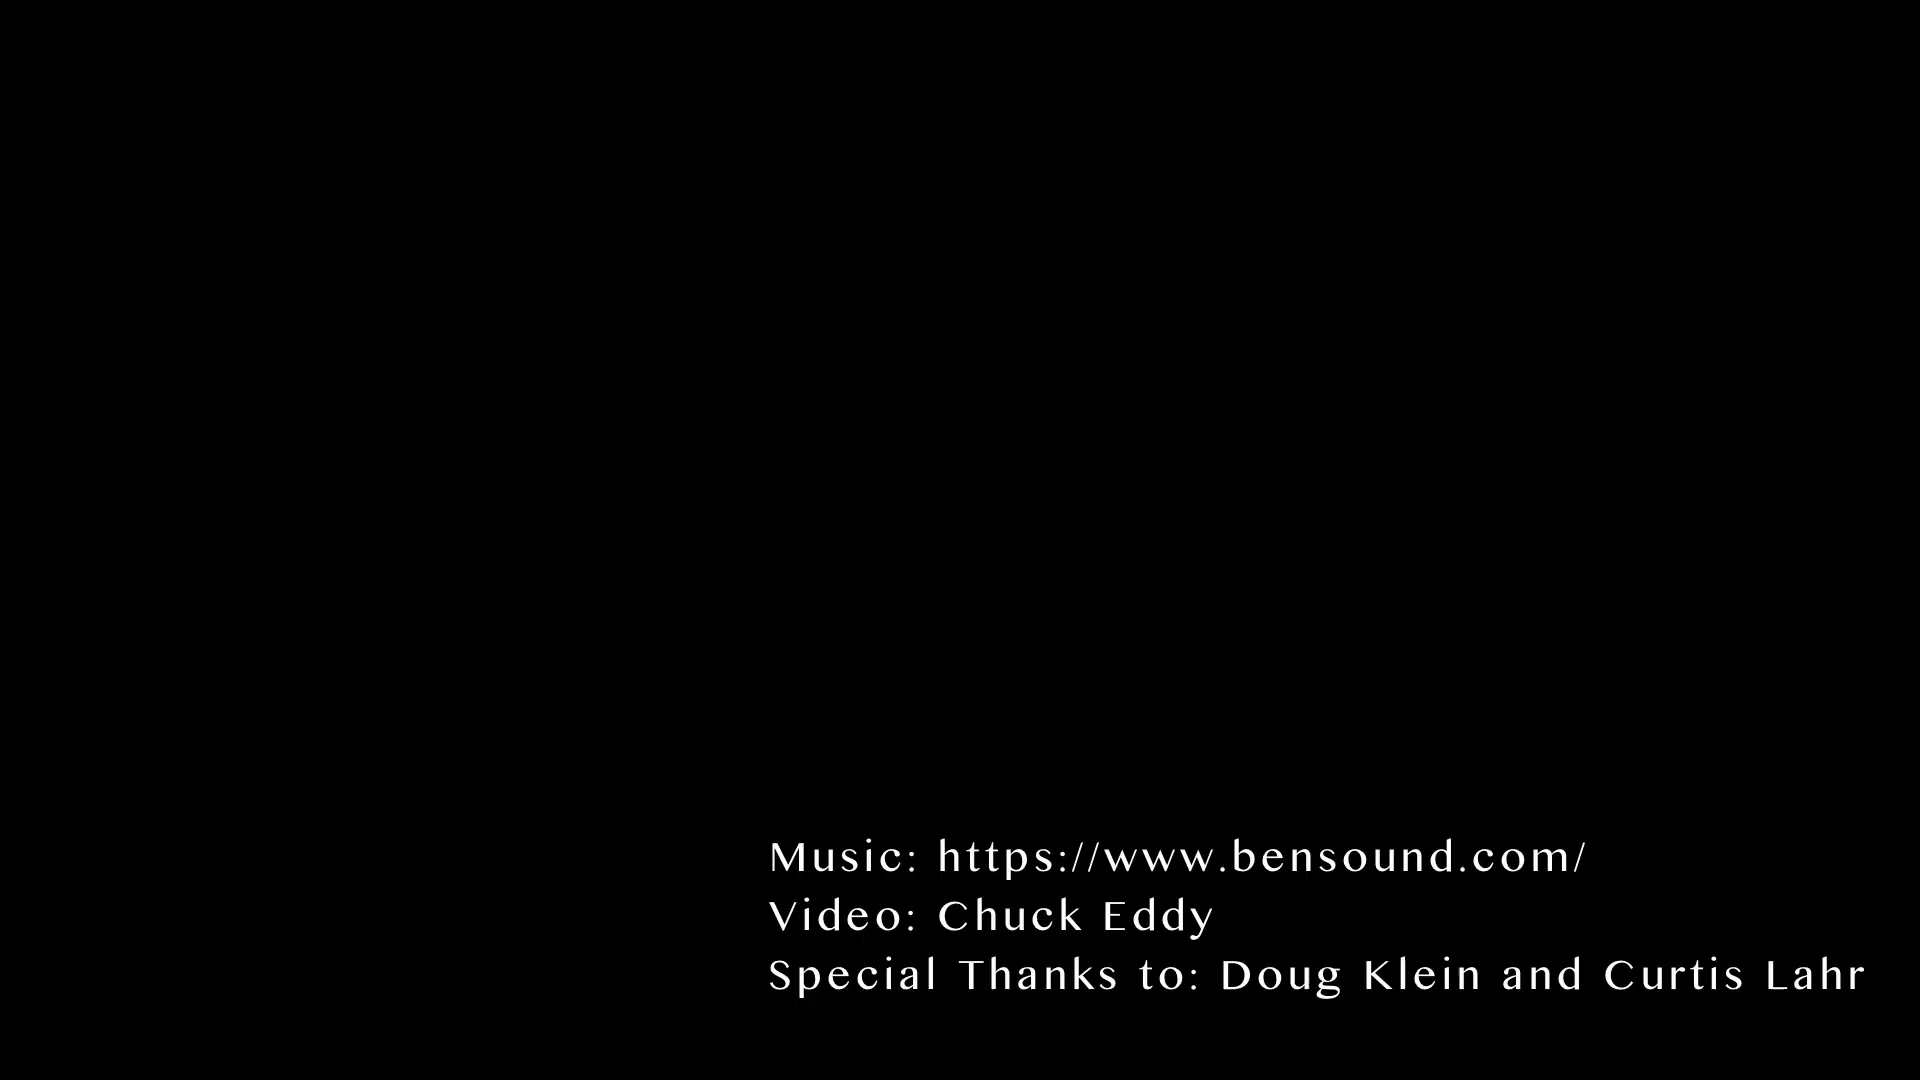 Music: https://www.bensound.com/
Video: Chuck Eddy
Special Thanks to: Doug Klein and Curtis Lahr